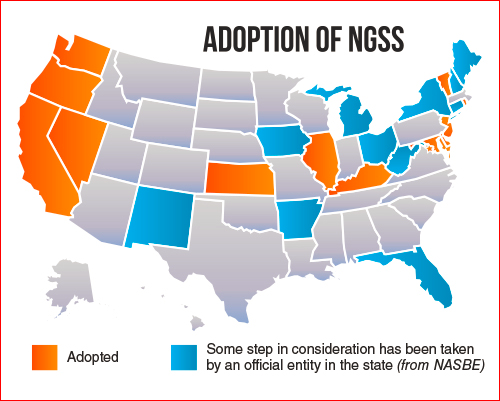 ADOPTION OF NGSS
Adopted
Some step in consideration has been taken
by an official entity in the state (from NASBE)